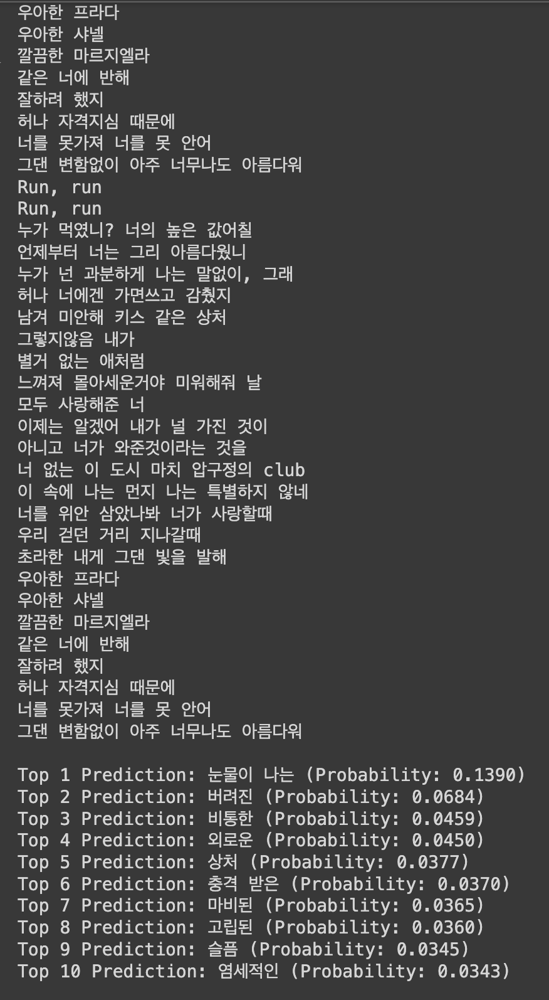 우아한 프라다
우아한 샤넬
깔끔한 마르지엘라
같은 너에 반해
잘하려 했지
허나 자격지심 때문에
너를 못가져 너를 못 안어
그댄 변함없이 아주 너무나도 아름다워
Run, run
Run, run
누가 먹였니? 너의 높은 값어칠
언제부터 너는 그리 아름다웠니
누가 넌 과분하게 나는 말없이, 그래
허나 너에겐 가면쓰고 감췄지
남겨 미안해 키스 같은 상처
그렇지않음 내가
별거 없는 애처럼
느껴져 몰아세운거야 미워해줘 날
모두 사랑해준 너
이제는 알겠어 내가 널 가진 것이
아니고 너가 와준것이라는 것을
너 없는 이 도시 마치 압구정의 club
이 속에 나는 먼지 나는 특별하지 않네
너를 위안 삼았나봐 너가 사랑할때
우리 걷던 거리 지나갈때
초라한 내게 그댄 빛을 발해
우아한 프라다
우아한 샤넬
깔끔한 마르지엘라
같은 너에 반해
잘하려 했지
허나 자격지심 때문에
너를 못가져 너를 못 안어
그댄 변함없이 아주 너무나도 아름다워
Top 1 Prediction: 눈물이 나는 (Probability: 0.1390)
Top 2 Prediction: 버려진 (Probability: 0.0684)
Top 3 Prediction: 비통한 (Probability: 0.0459)
Top 4 Prediction: 외로운 (Probability: 0.0450)
Top 5 Prediction: 상처 (Probability: 0.0377)
Top 6 Prediction: 충격 받은 (Probability: 0.0370)
Top 7 Prediction: 마비된 (Probability: 0.0365)
Top 8 Prediction: 고립된 (Probability: 0.0360)
Top 9 Prediction: 슬픔 (Probability: 0.0345)
Top 10 Prediction: 염세적인 (Probability: 0.0343)